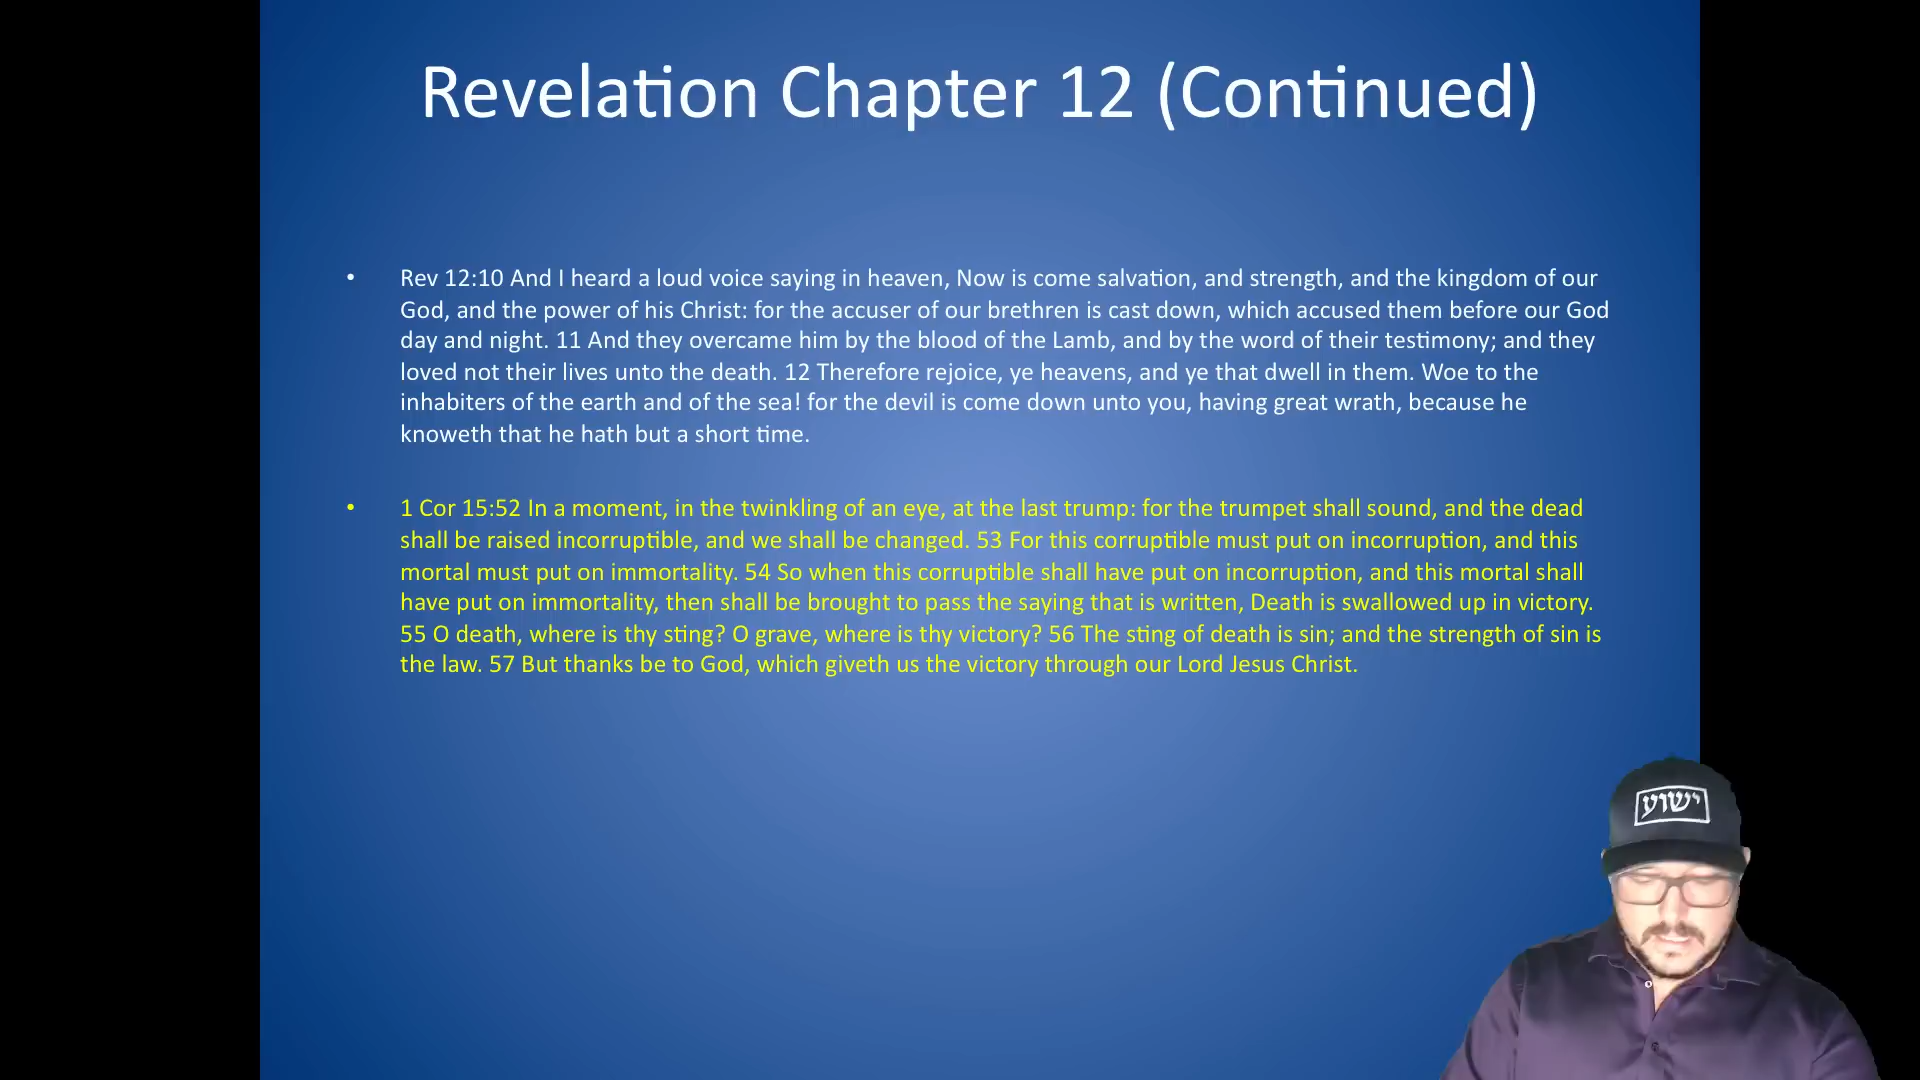 Revelation Chapter 12 (Continued)
• Rev 12:10 And I heard a loud voice saying in heaven, Now is come salvation, and strength, and the kingdom of our
God, and the power of his Christ: for the accuser of our brethren is cast down, which accused them before our God
day and night. 11 And they overcame him by the blood of the Lamb, and by the word of their testimony; and they
loved not their lives unto the death. 12 Therefore rejoice, ye heavens, and ye that dwell in them. Woe to the
inhabiters of the earth and of the sea! for the devil is come down unto you, having great wrath, because he
knoweth that he hath but a short time.
• 1 Cor 15:52 In a moment, in the twinkling of an eye, at the last trump: for the trumpet shall sound, and the dead
shall be raised incorruptible, and we shall be changed. 53 For this corruptible must put on incorruption, and this
mortal must put on immortality. 54 So when this corruptible shall have put on incorruption, and this mortal shall
have put on immortality, then shall be brought to pass the saying that is written, Death is swallowed up in victory.
55 O death, where is thy sting? O grave, where is thy victory? 56 The sting of death is sin; and the strength of sin is
the law. 57 But thanks be to God, which giveth us the victory through our Lord Jesus Christ.
ישוע